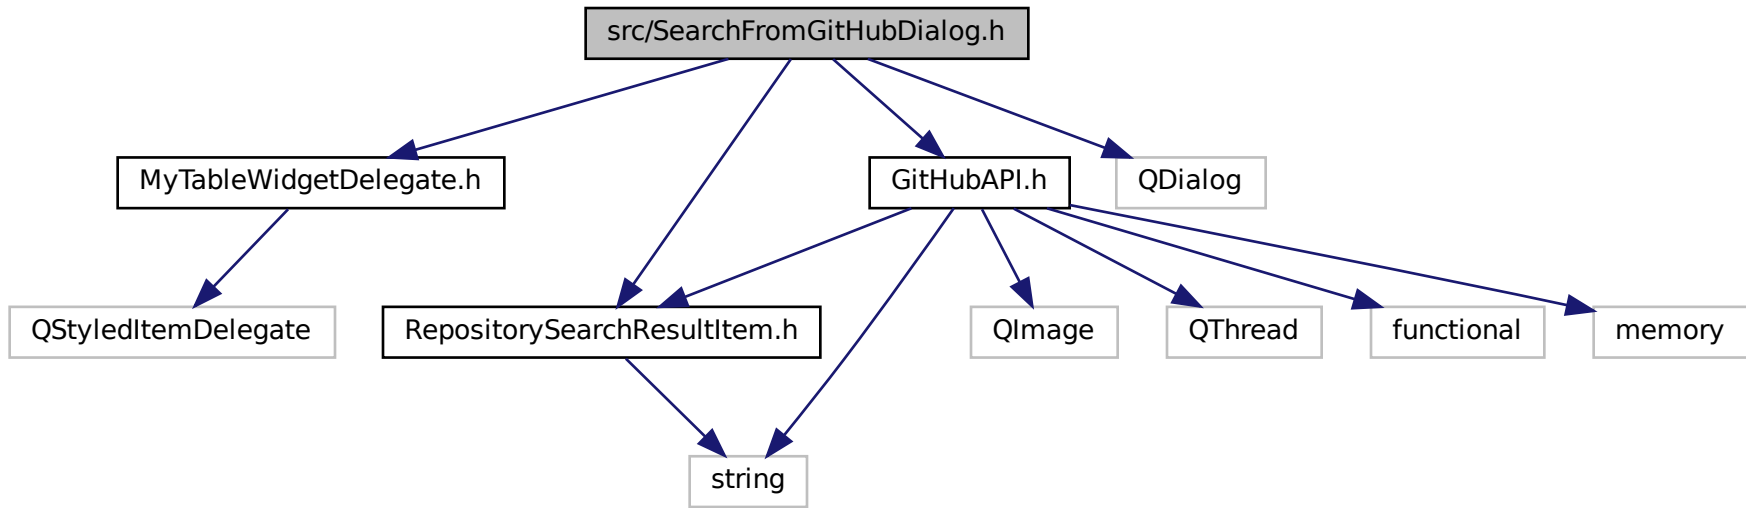 src/SearchFromGitHubDialog.h
MyTableWidgetDelegate.h
GitHubAPI.h
QDialog
QStyledItemDelegate
RepositorySearchResultItem.h
QImage
QThread
functional
memory
string